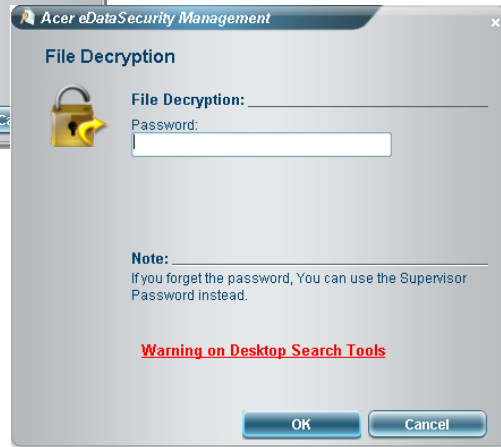 Acer eDataSecurity Management
File Decryption
File Decryption:
Password:
Note:
If you forget the password, You can use the Supervisor
Password instead.
Warning on Desktop Search Tools
OK Cancel